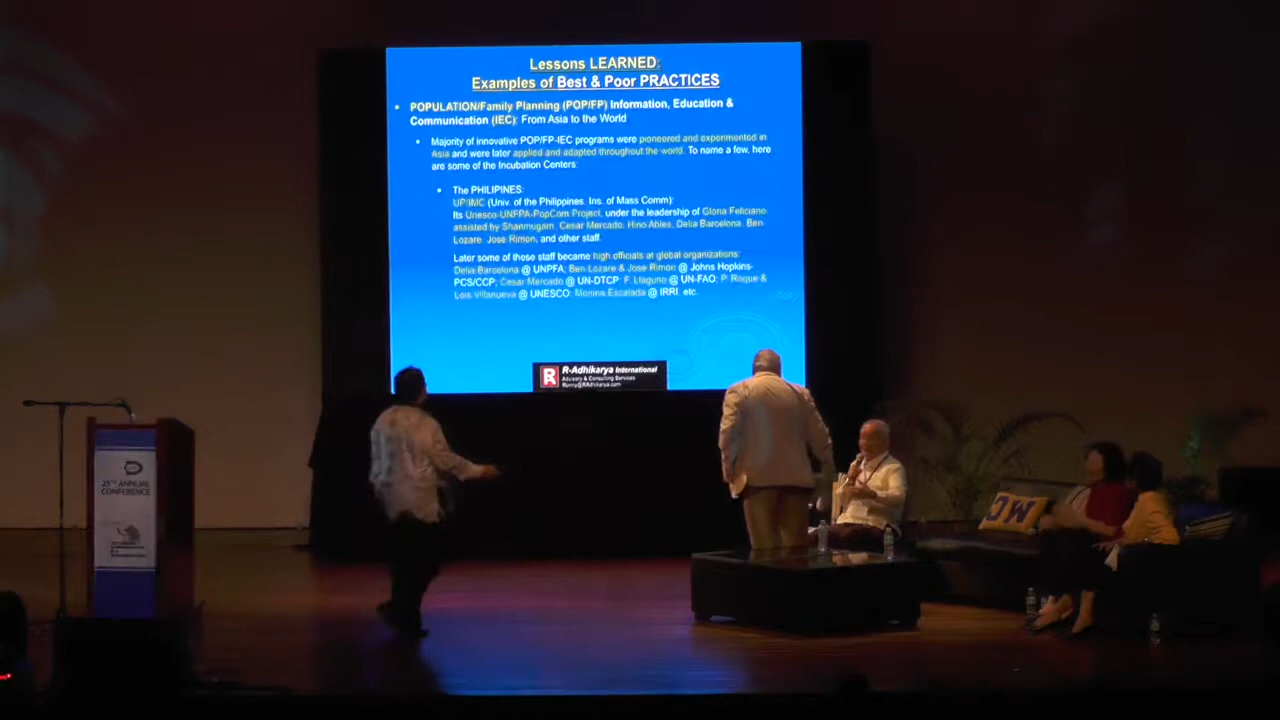 Lessons LEARNED:
Examples of Best & Poor PRACTICES
• POPULATION/Family Planning (POP/FP) Information, Education &
Communication (IEC): From Asia to the World
• Majority of innovative POP/FP-IEC programs were pioneered and experimented in
Asia and were later applied and adapted throughout the world. To name a few, here
are some of the Incubation Centers:
• The PHILIPINES:
UP/IMC (Univ. of the Philippines. Ins. of Mass Comm):
Its Unesco-UNFPA-PopCom Project, under the leadership of Gloria Feliciano
assisted by Shanmugam, Cesar Mercado, Hino Ables, Delia Barcelona, Ben
Lozare, Jose Rimon, and other staff.
Later some of these staff became high officials at global organizations:
Delia Barcelona @ UNPFA; Ben Lozare & Jose Rimon @ Johns Hopkins-
PCS/CCP; Cesar Mercado @ UN-DTCP; F. Llaguno @ UN-FAO; P. Roque &
Lois Villanueva @ UNESCO; Monina Escalada @ IRRI, etc.
R R-Adhikarya International
Advisory & Consulting Services
Ronny@RAdhikarya.com
25TH ANNUAL
CONFERENCE